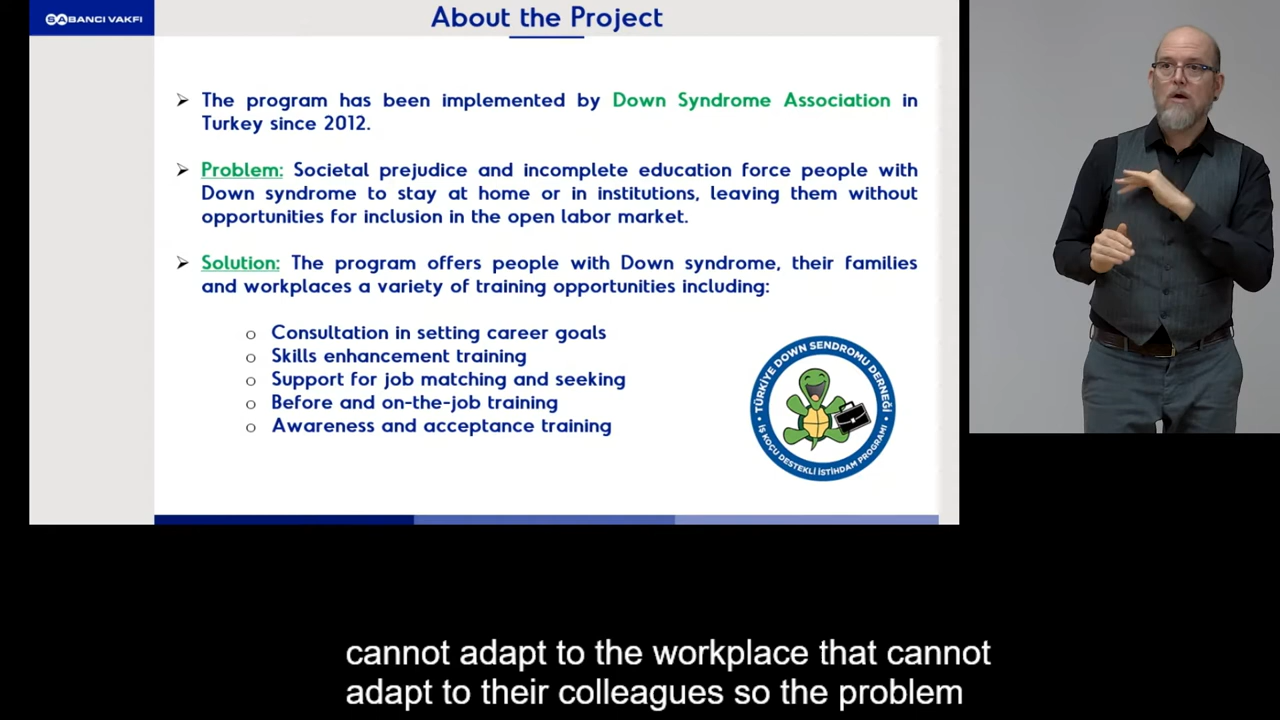 SABANCI VAKFI
About the Project
The program has been implemented by Down Syndrome Association in
Turkey since 2012.
Problem: Societal prejudice and incomplete education force people with
Down syndrome to stay at home or in institutions, leaving them without
opportunities for inclusion in the open labor market.
Solution: The program offers people with Down syndrome, their families
and workplaces a variety of training opportunities including:
o Consultation in setting career goals
o Skills enhancement training
o Support for job matching and seeking
o Before and on-the-job training
o Awareness and acceptance training
• TÜRKİYE DOWN SENDROMU DERNEĞİ •
İŞ KOÇU DESTEKLİ İSTİHDAM PROGRAMI
cannot adapt to the workplace that cannot
adapt to their colleagues so the problem